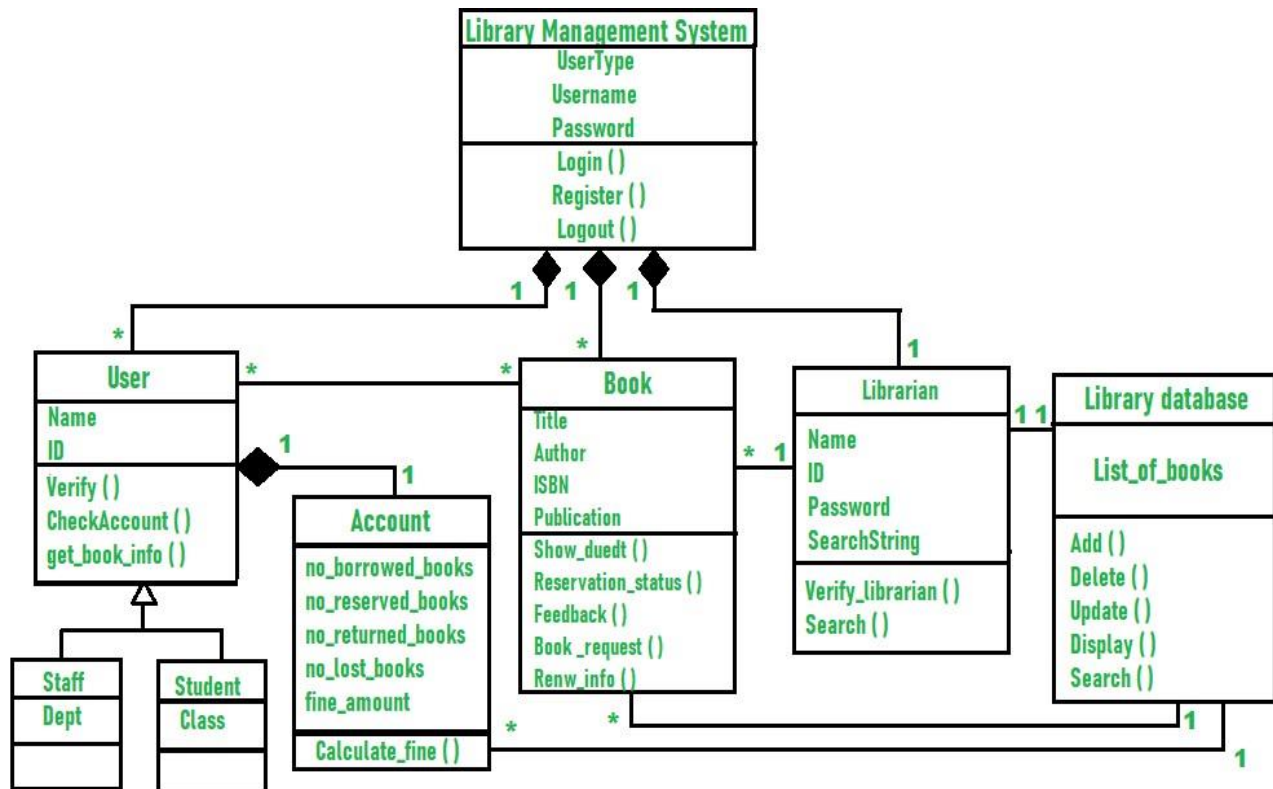 Library Management System
UserType
Username
Password
Login ( )
Register ( )
Logout ( )
1
1
1
*
*
1
User
Name
ID
Verify ( )
CheckAccount ( )
get_book_info ( )
*
*
1
1
Staff
Dept
Student
Class
Account
no_borrowed_books
no_reserved_books
no_returned_books
no_lost_books
fine_amount
Calculate_fine ( )
Book
Title
Author
ISBN
Publication
Show_duedt ( )
Reservation_status ( )
Feedback ( )
Book _request ( )
Renw_info ( )
*
1
Librarian
Name
ID
Password
SearchString
Verify_librarian ( )
Search ( )
1
1
Library database
List_of_books
Add ( )
Delete ( )
Update ( )
Display ( )
Search ( )
*
1
*
1